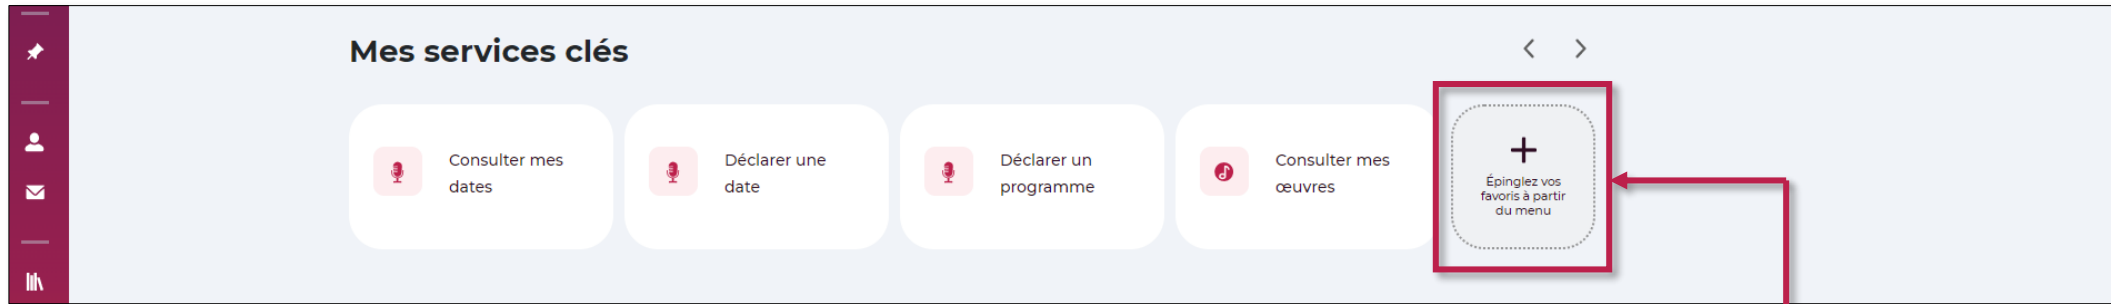 Mes services clés
Consulter mes
dates
Déclarer une
date
Déclarer un
programme
Consulter mes
œuvres
Épinglez vos
favoris à partir
du menu